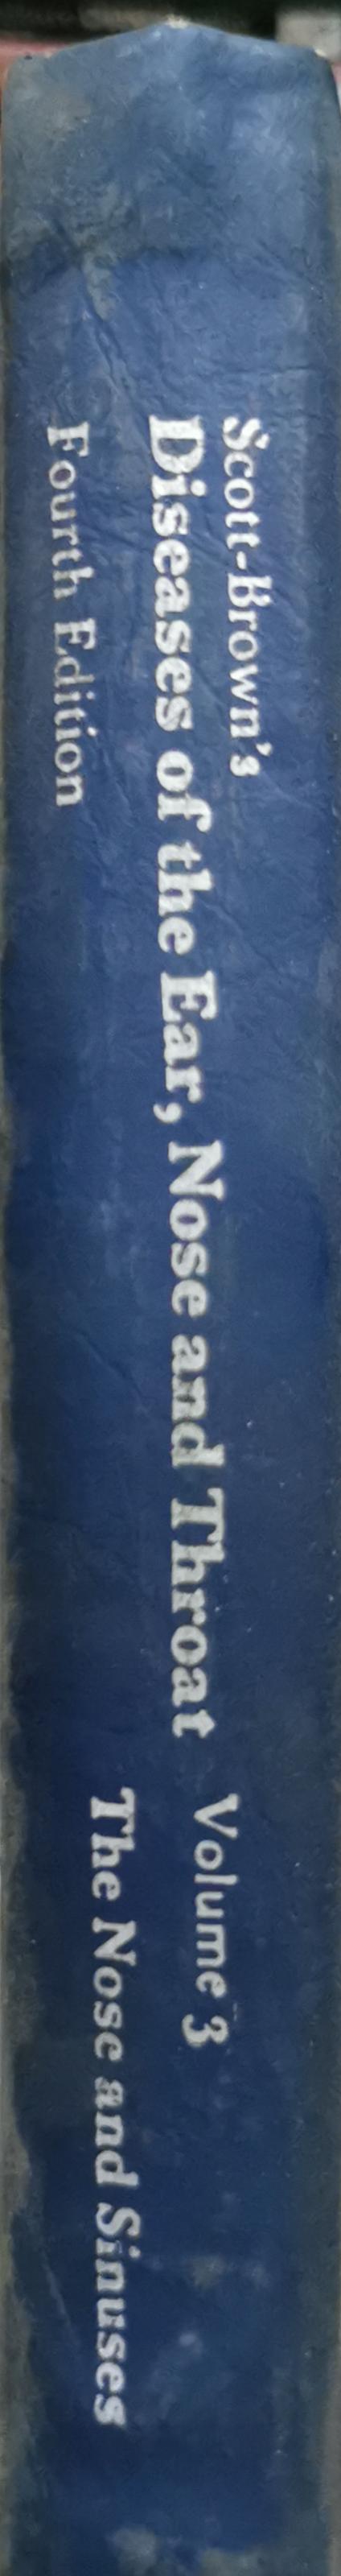 Scott-Brown's
Diseases of the Ear, Nose and Throat
Fourth Edition
Volume 3
The Nose and Sinuses